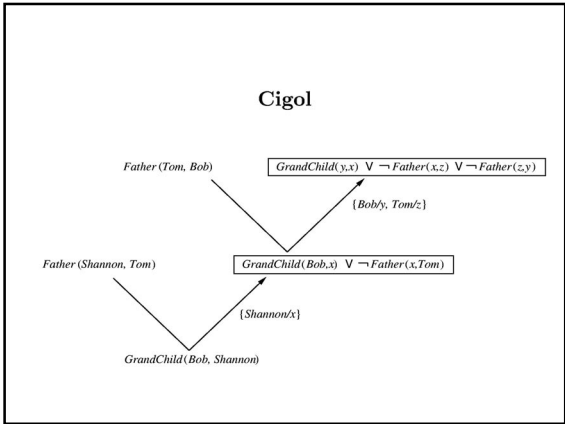 Cigol
Father (Tom, Bob)
GrandChild( y,x) V ¬ Father(x,z) V ¬ Father(z,y)
{Bob/y, Tom/z}
Father (Shannon, Tom)
GrandChild(Bob,x) V ¬ Father(x,Tom)
{Shannon/x}
GrandChild(Bob, Shannon)